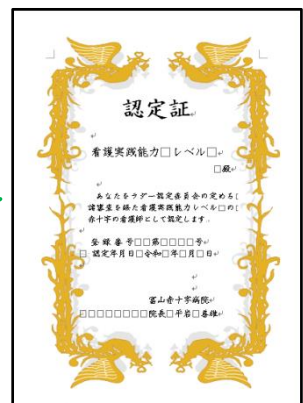 認定証
看護実践能力□レベル□
□殿
あなたをラダー認定委員会の定める
諸審査を経た看護実践能力レベル□の
赤十字の看護師として認定します.
登録番号□□第□□□□号
□ 認定年月日□令和□年□月□日
富山赤十字病院
□□□□□□□□院長□平岩□善雄